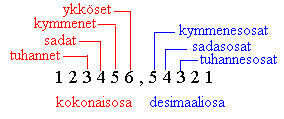 ykköset
kymmenet
kymmenesosat
sadat
sadasosat
tuhannet
tuhannesosat
1 2 3 4 5 6 , 5 4 3 2 1
kokonaisosa desimaaliosa